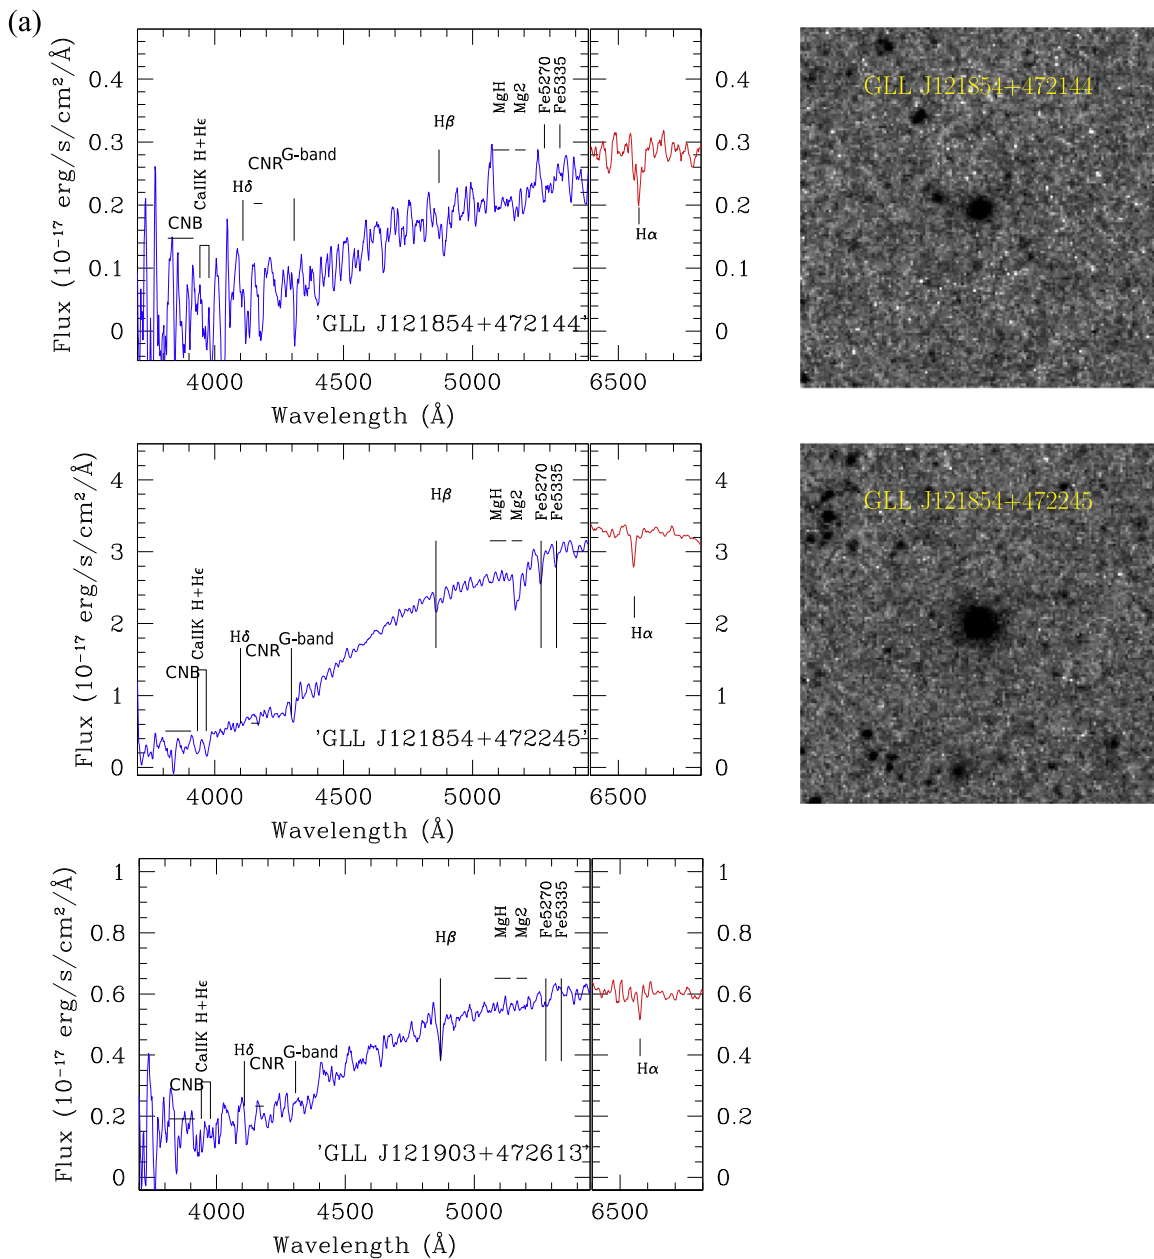 (a)
Flux (10⁻¹⁷ erg/s/cm²/Å)
0.4
0.3
0.2
0.1
0
CNB
CaIIK H+Hϵ
Hδ
CNR
G-band
Hβ
MgH
Mg2
Fe5270
Fe5335
Hα
'GLL J121854+472144'
0.4
0.3
0.2
0.1
0
4000
4500
5000
6500
Wavelength (Å)
GLL J121854+472144
Flux (10⁻¹⁷ erg/s/cm²/Å)
4
3
2
1
0
CNB
CaIIK H+Hϵ
Hδ
CNR
G-band
Hβ
MgH
Mg2
Fe5270
Fe5335
Hα
'GLL J121854+472245'
4
3
2
1
0
4000
4500
5000
6500
Wavelength (Å)
GLL J121854+472245
Flux (10⁻¹⁷ erg/s/cm²/Å)
1
0.8
0.6
0.4
0.2
0
CNB
CaIIK H+Hϵ
Hδ
CNR
G-band
Hβ
MgH
Mg2
Fe5270
Fe5335
Hα
'GLL J121903+472613'
1
0.8
0.6
0.4
0.2
0
4000
4500
5000
6500
Wavelength (Å)